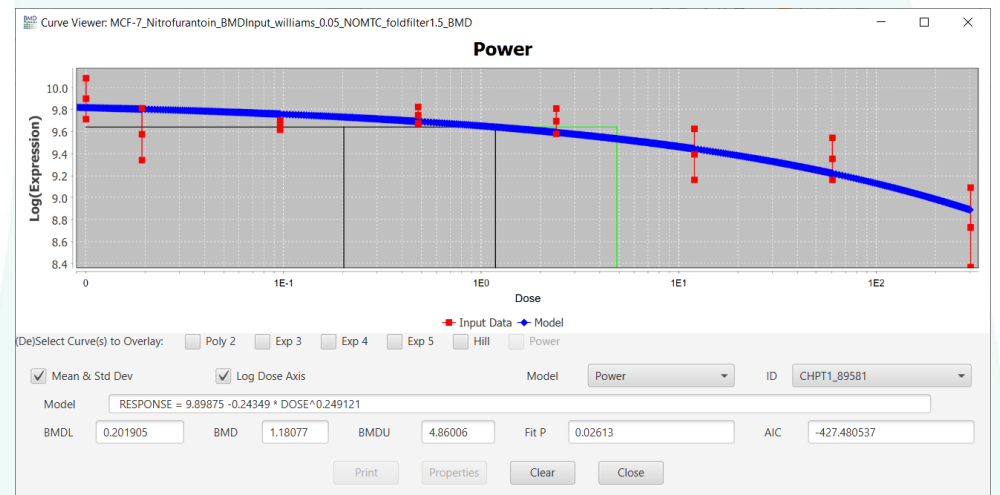 BMD Curve Viewer: MCF-7_Nitrofurantoin_BMDInput_williams_0.05_NOMTC_foldfilter1.5_BMD
Power
Log(Expression)
10.0
9.8
9.6
9.4
9.2
9.0
8.8
8.6
8.4
0 1E-1 1E0 1E1 1E2
Dose
Input Data Model
(De)Select Curve(s) to Overlay: Poly 2 Exp 3 Exp 4 Exp 5 Hill Power
Mean & Std Dev Log Dose Axis Model Power ID CHPT1_89581
Model RESPONSE = 9.89875 -0.24349 * DOSE^0.249121
BMDL 0.201905 BMD 1.18077 BMDU 4.86006 Fit P 0.02613 AIC -427.480537
Print Properties Clear Close